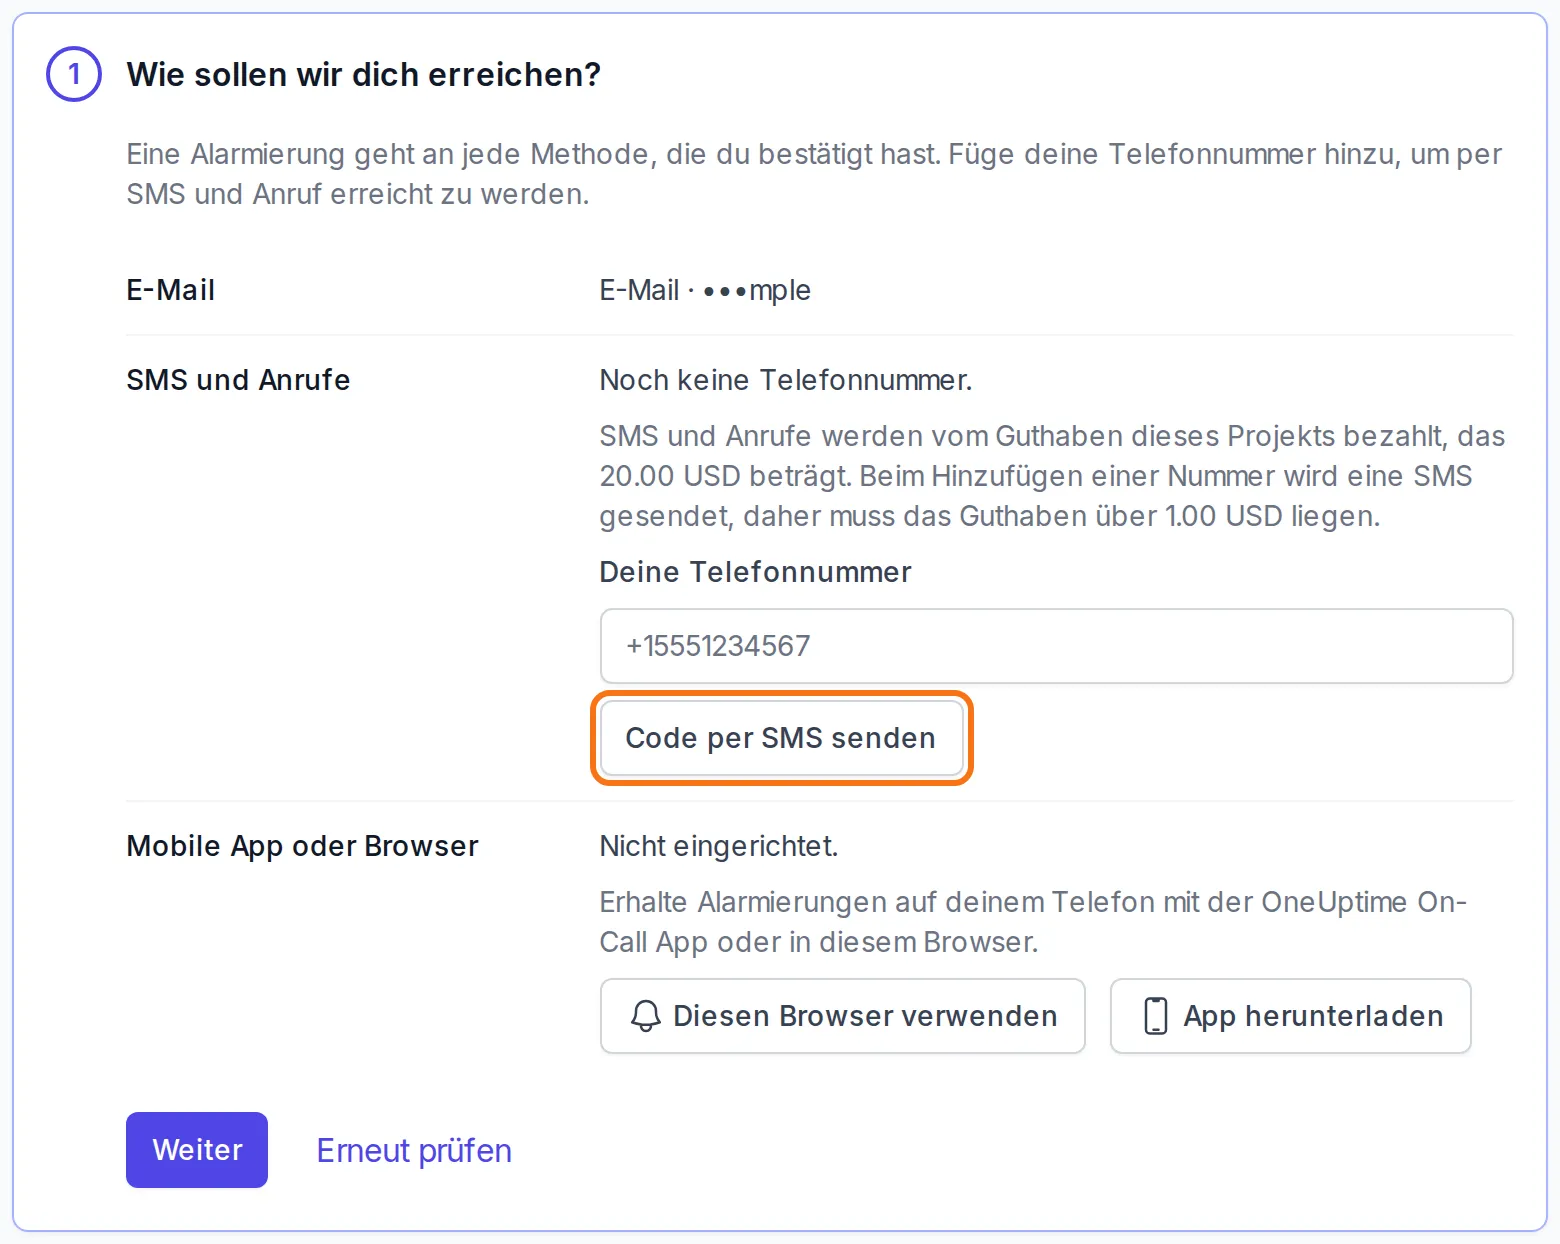 1
Wie sollen wir dich erreichen?
Eine Alarmierung geht an jede Methode, die du bestätigt hast. Füge deine Telefonnummer hinzu, um per
SMS und Anruf erreicht zu werden.
E-Mail
E-Mail · •••mple
SMS und Anrufe
Noch keine Telefonnummer.
SMS und Anrufe werden vom Guthaben dieses Projekts bezahlt, das
20.00 USD beträgt. Beim Hinzufügen einer Nummer wird eine SMS
gesendet, daher muss das Guthaben über 1.00 USD liegen.
Deine Telefonnummer
+15551234567
Code per SMS senden
Mobile App oder Browser
Nicht eingerichtet.
Erhalte Alarmierungen auf deinem Telefon mit der OneUptime On-
Call App oder in diesem Browser.
Diesen Browser verwenden
App herunterladen
Weiter
Erneut prüfen